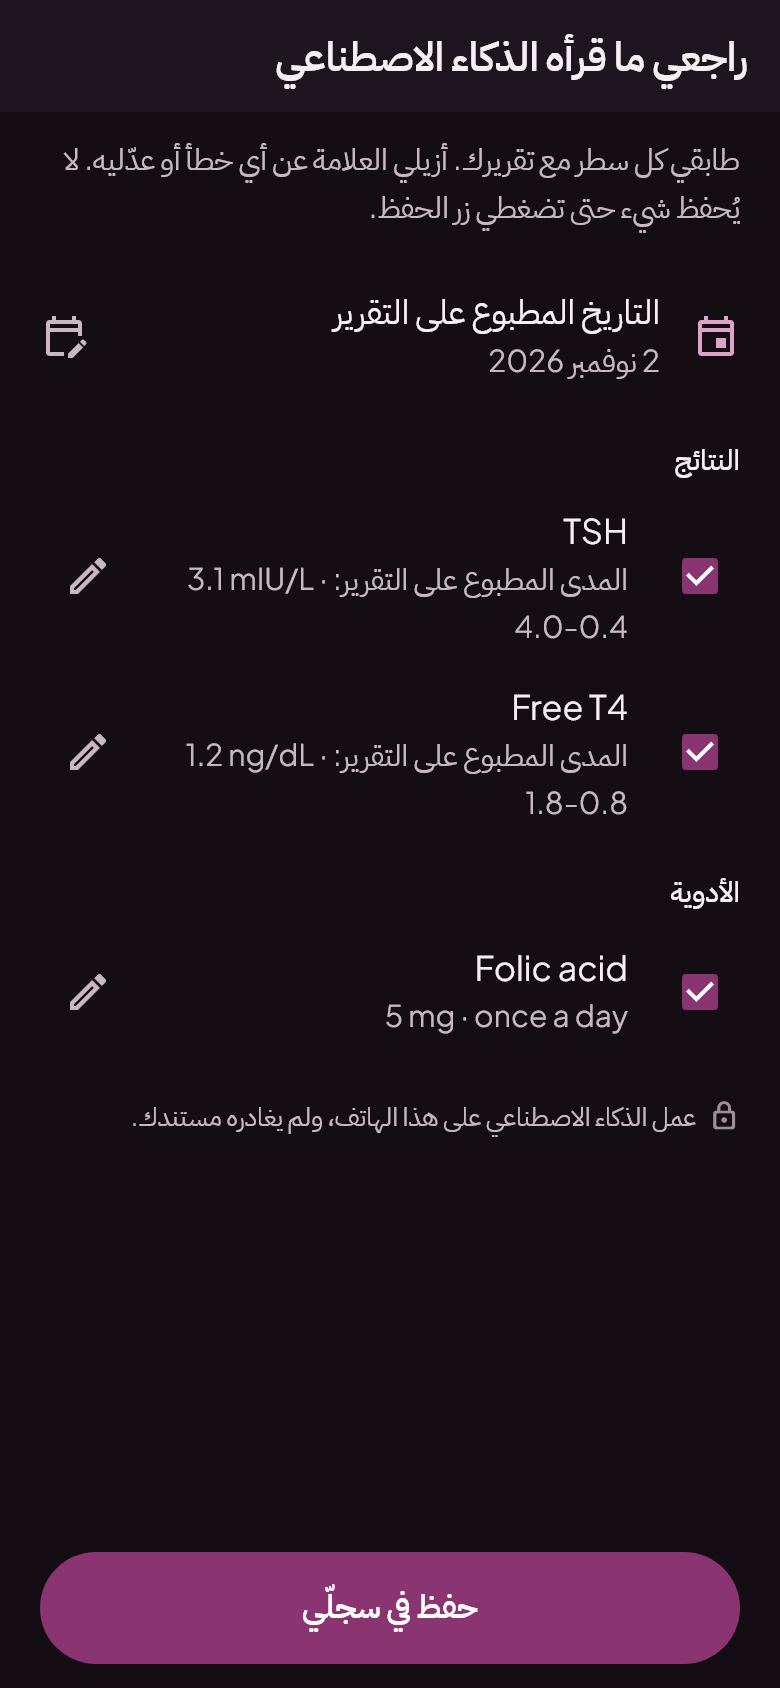 راجعي ما قرأه الذكاء الاصطناعي
طابقي كل سطر مع تقريرك. أزيلي العلامة عن أي خطأ أو عدّليه. لا
يُحفظ شيء حتى تضغطي زر الحفظ.
التاريخ المطبوع على التقرير
2 نوفمبر 2026
النتائج
TSH
3.1 mIU/L · المدى المطبوع على التقرير:
4.0-0.4
Free T4
1.2 ng/dL · المدى المطبوع على التقرير:
1.8-0.8
الأدوية
Folic acid
5 mg · once a day
عمل الذكاء الاصطناعي على هذا الهاتف، ولم يغادره مستندك.
حفظ في سجلّي